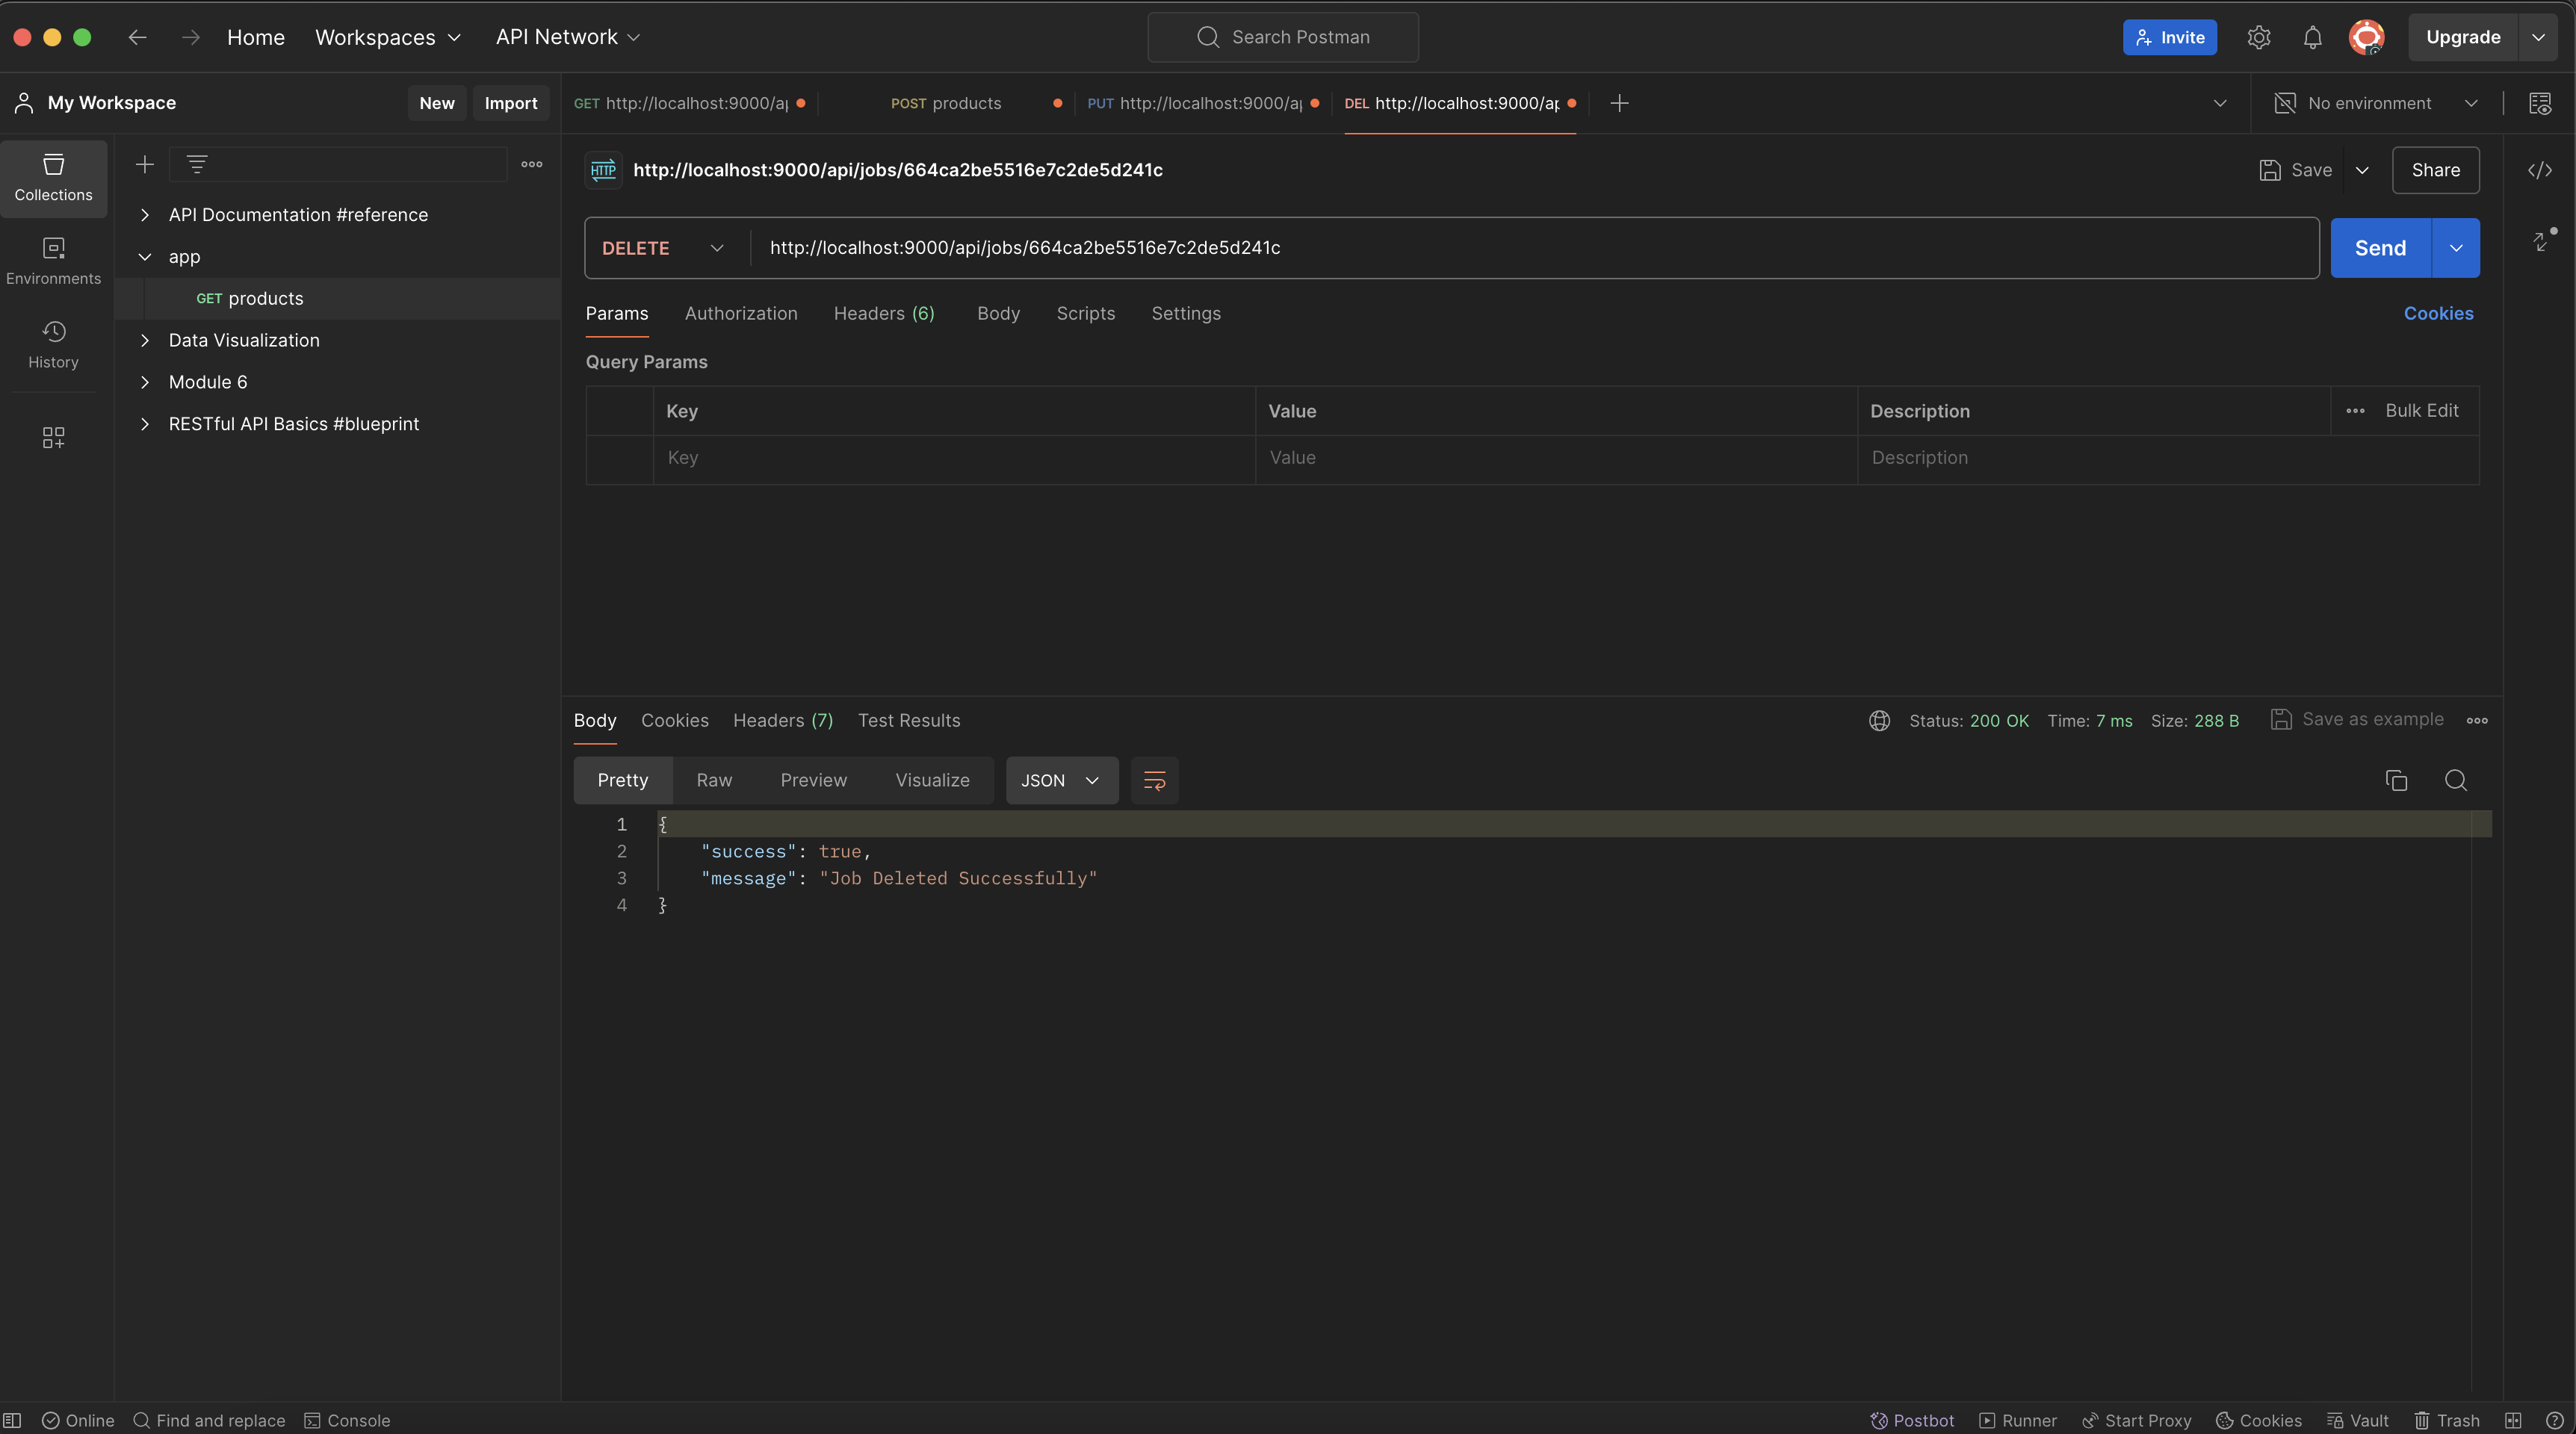 Home Workspaces API Network Search Postman Invite Upgrade
My Workspace New Import GET http://localhost:9000/a POST products PUT http://localhost:9000/a DEL http://localhost:9000/a No environment
Collections
Environments
History
API Documentation #reference
app
GET products
Data Visualization
Module 6
RESTful API Basics #blueprint
HTTP http://localhost:9000/api/jobs/664ca2be5516e7c2de5d241c Save Share
DELETE http://localhost:9000/api/jobs/664ca2be5516e7c2de5d241c Send
Params Authorization Headers (6) Body Scripts Settings Cookies
Query Params
Key Value Description Bulk Edit
Key Value Description
Body Cookies Headers (7) Test Results Status: 200 OK Time: 7 ms Size: 288 B Save as example
Pretty Raw Preview Visualize JSON
1 {
2 "success": true,
3 "message": "Job Deleted Successfully"
4 }
Online Find and replace Console Postbot Runner Start Proxy Cookies Vault Trash